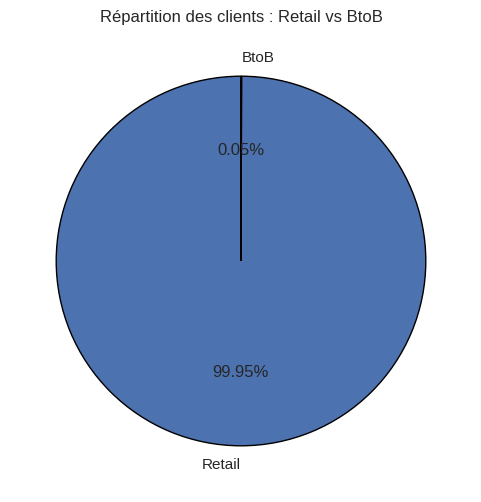 Répartition des clients : Retail vs BtoB
BtoB
0.05%
99.95%
Retail